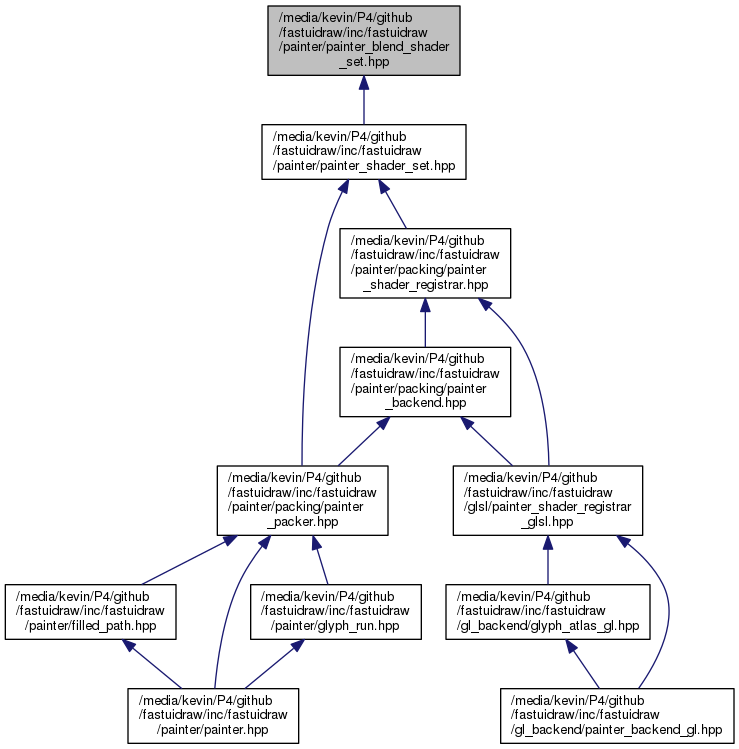 /media/kevin/P4/github
/fastuidraw/inc/fastuidraw
/painter/painter_blend_shader
_set.hpp
/media/kevin/P4/github
/fastuidraw/inc/fastuidraw
/painter/painter_shader_set.hpp
/media/kevin/P4/github
/fastuidraw/inc/fastuidraw
/painter/packing/painter
_shader_registrar.hpp
/media/kevin/P4/github
/fastuidraw/inc/fastuidraw
/painter/packing/painter
_backend.hpp
/media/kevin/P4/github
/fastuidraw/inc/fastuidraw
/painter/packing/painter
_packer.hpp
/media/kevin/P4/github
/fastuidraw/inc/fastuidraw
/glsl/painter_shader_registrar
_glsl.hpp
/media/kevin/P4/github
/fastuidraw/inc/fastuidraw
/painter/filled_path.hpp
/media/kevin/P4/github
/fastuidraw/inc/fastuidraw
/painter/glyph_run.hpp
/media/kevin/P4/github
/fastuidraw/inc/fastuidraw
/gl_backend/glyph_atlas_gl.hpp
/media/kevin/P4/github
/fastuidraw/inc/fastuidraw
/painter/painter.hpp
/media/kevin/P4/github
/fastuidraw/inc/fastuidraw
/gl_backend/painter_backend_gl.hpp